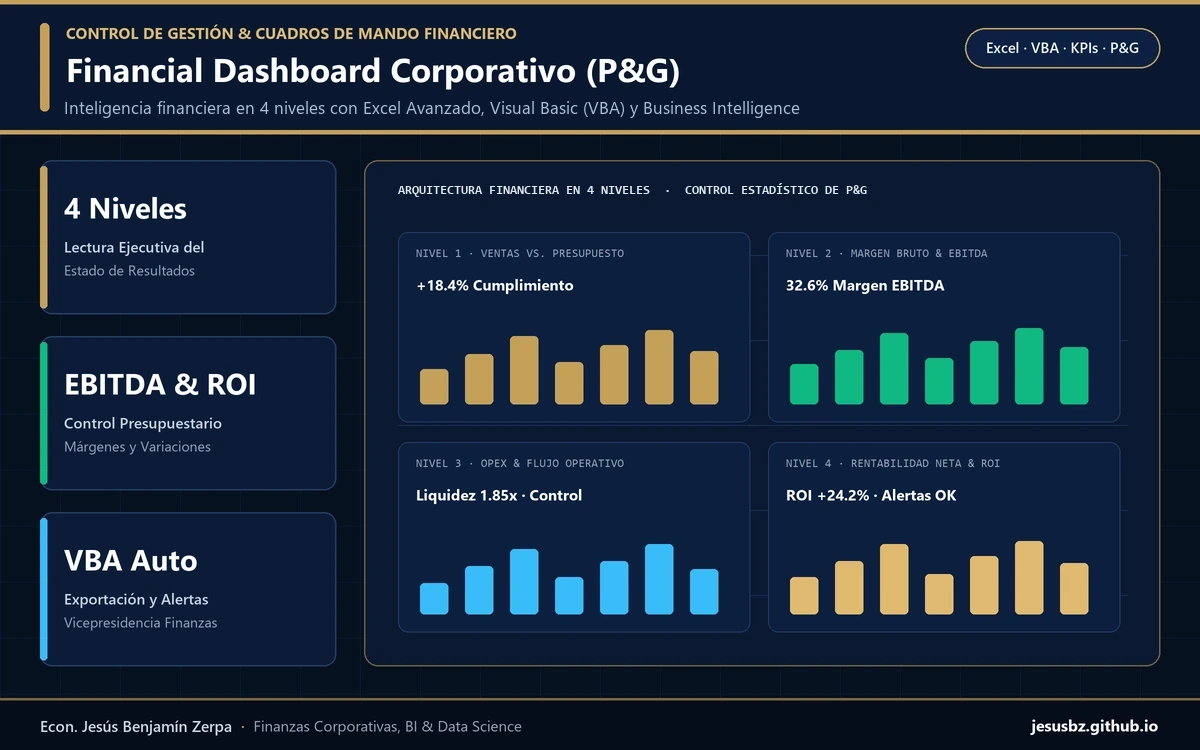 CONTROL DE GESTIÓN & CUADROS DE MANDO FINANCIERO
Financial Dashboard Corporativo (P&G)
Inteligencia financiera en 4 niveles con Excel Avanzado, Visual Basic (VBA) y Business Intelligence
Excel · VBA · KPIs · P&G
4 Niveles
Lectura Ejecutiva del
Estado de Resultados
EBITDA & ROI
Control Presupuestario
Márgenes y Variaciones
VBA Auto
Exportación y Alertas
Vicepresidencia Finanzas
ARQUITECTURA FINANCIERA EN 4 NIVELES · CONTROL ESTADÍSTICO DE P&G
NIVEL 1 · VENTAS VS. PRESUPUESTO
+18.4% Cumplimiento
NIVEL 2 · MARGEN BRUTO & EBITDA
32.6% Margen EBITDA
NIVEL 3 · OPEX & FLUJO OPERATIVO
Liquidez 1.85x · Control
NIVEL 4 · RENTABILIDAD NETA & ROI
ROI +24.2% · Alertas OK
Econ. Jesús Benjamín Zerpa · Finanzas Corporativas, BI & Data Science
jesusbz.github.io